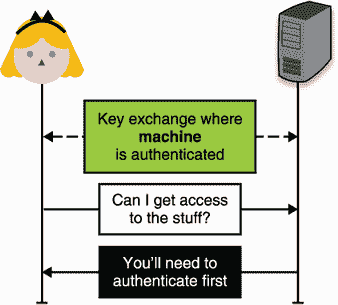 Key exchange where
machine
is authenticated
Can I get access
to the stuff?
You'll need to
authenticate first